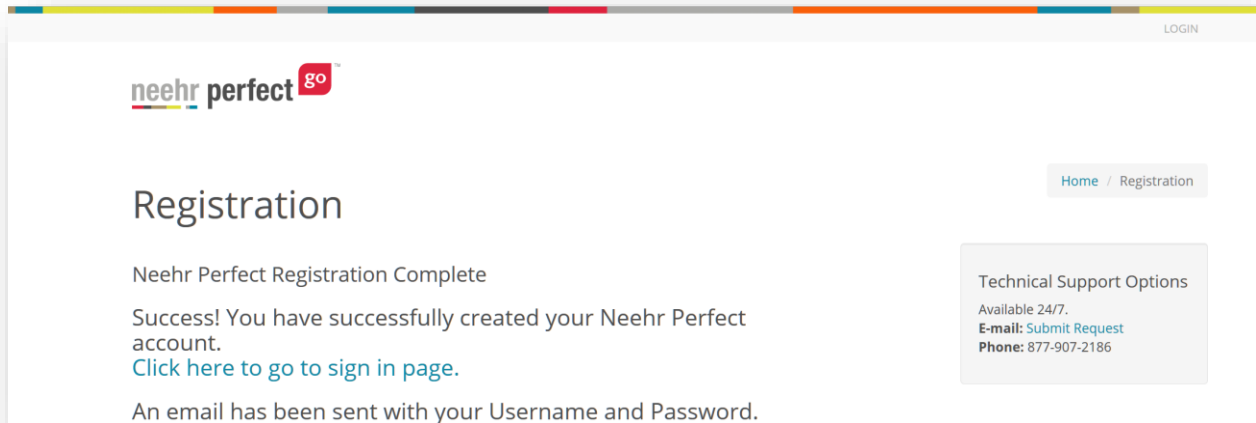 LOGIN
neehr perfect go™
Home / Registration
Registration
Neehr Perfect Registration Complete
Success! You have successfully created your Neehr Perfect
account.
Click here to go to sign in page.
An email has been sent with your Username and Password.
Technical Support Options
Available 24/7.
E-mail: Submit Request
Phone: 877-907-2186